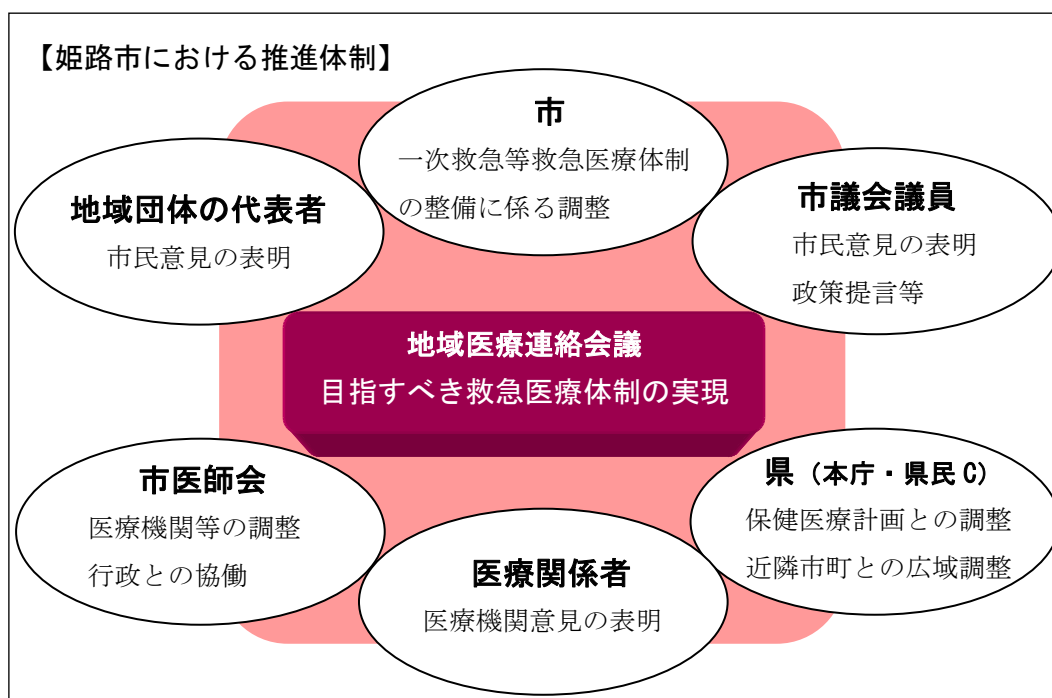 【姫路市における推進体制】
市
一次救急等救急医療体制
の整備に係る調整
地域団体の代表者
市民意見の表明
市議会議員
市民意見の表明
政策提言等
地域医療連絡会議
目指すべき救急医療体制の実現
市医師会
医療機関等の調整
行政との協働
医療関係者
医療機関意見の表明
県（本庁・県民C）
保健医療計画との調整
近隣市町との広域調整